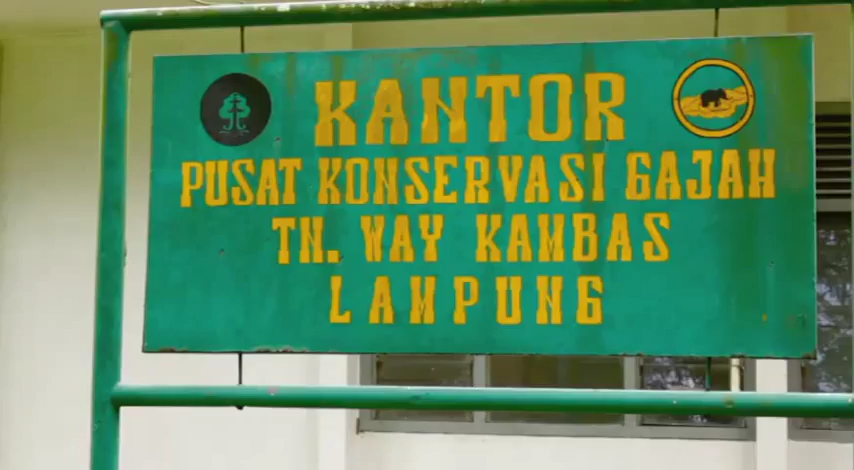 KANTOR
PUSAT KONSERVASI GAJAH
TN. WAY KAMBAS
LAMPUNG